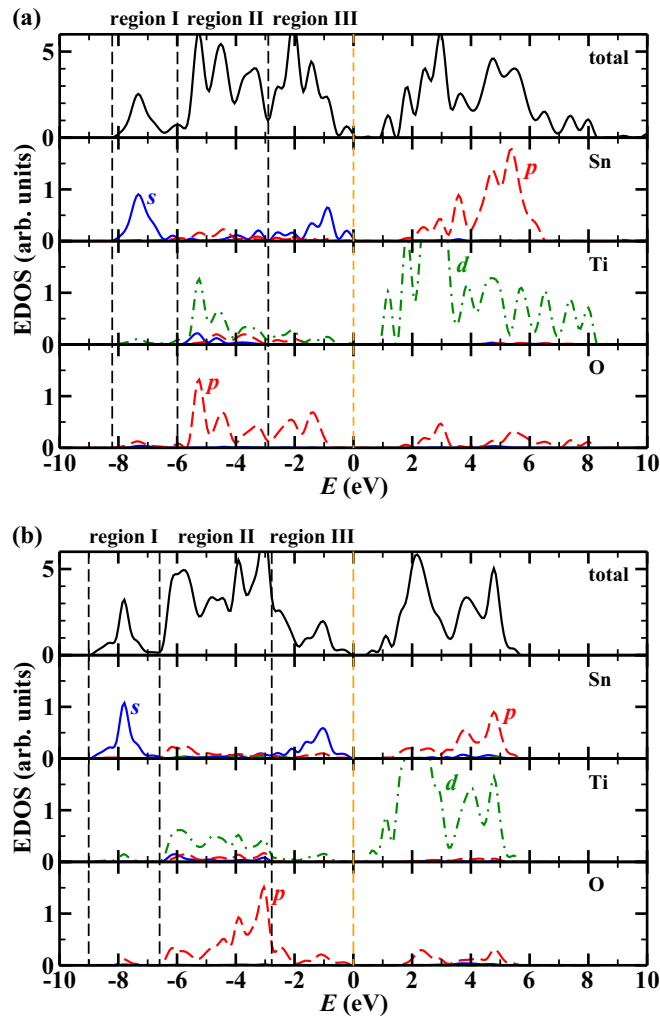 (a)
region I region II region III
total
5
0
Sn
s
p
1
0
Ti
d
1
0
O
p
1
0
EDOS (arb. units)
-10 -8 -6 -4 -2 0 2 4 6 8 10
E (eV)
(b)
region I region II region III
total
5
0
Sn
s
p
1
0
Ti
d
1
0
O
p
1
0
EDOS (arb. units)
-10 -8 -6 -4 -2 0 2 4 6 8 10
E (eV)